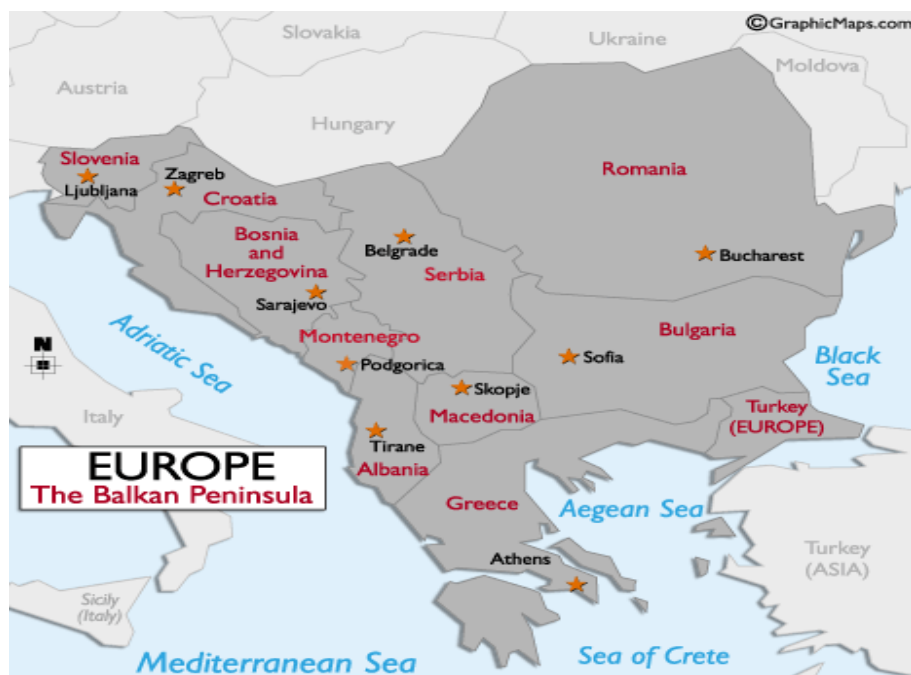 ©GraphicMaps.com
Slovakia
Ukraine
Moldova
Austria
Hungary
Slovenia
Ljubljana
Zagreb
Croatia
Romania
Bosnia
and
Herzegovina
Sarajevo
Belgrade
Serbia
Bucharest
Montenegro
Podgorica
Bulgaria
Sofia
Adriatic Sea
Black
Sea
N
Skopje
Macedonia
Turkey
(EUROPE)
Italy
Tirane
Albania
EUROPE
The Balkan Peninsula
Greece
Aegean Sea
Athens
Turkey
(ASIA)
Sicily
(Italy)
Mediterranean Sea
Sea of Crete